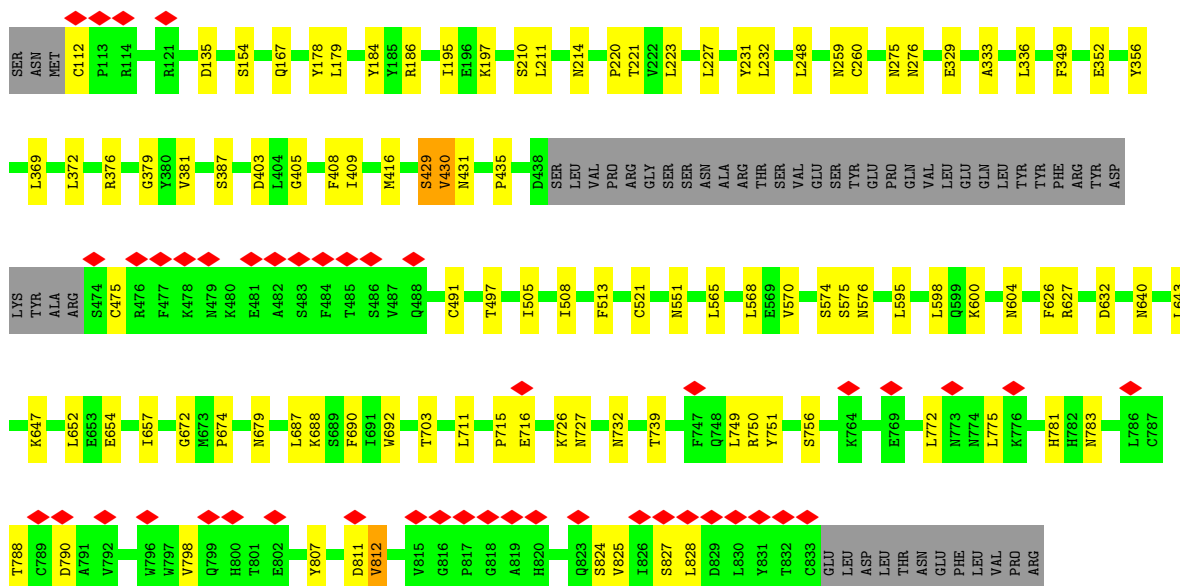 SER ASN MET C112 P113 R114 R121 D135 S154 Q167 Y178 L179 Y184 Y185 R186 I195 E196 K197 S210 L211 N214 P220 T221 V222 L223 L227 Y231 L232 L248 N259 C260 N275 N276 E329 A333 L336 F349 E352 Y356
L369 L372 R376 G379 Y380 V381 S387 D403 L404 G405 F408 I409 M416 S429 V430 N431 P435 D438 SER LEU VAL PRO ARG GLY SER SER ASN ALA ARG THR SER VAL GLU SER TYR GLU PRO GLN VAL LEU GLU GLN LEU TYR TYR PHE ARG TYR ASP
LYS TYR ALA ARG S474 C475 R476 F477 K478 N479 K480 E481 A482 S483 F484 T485 S486 V487 Q488 C491 T497 I505 I508 F513 C521 N551 L565 L568 E569 V570 S574 S575 N576 L595 L598 Q599 K600 N604 F626 R627 D632 N640 L643
K647 L652 E653 E654 I657 G672 M673 P674 N679 L687 K688 S689 F690 I691 W692 T703 L711 P715 E716 K726 N727 N732 T739 F747 Q748 L749 R750 Y751 S756 K764 E769 L772 N773 N774 L775 K776 H781 H782 N783 L786 C787
T788 C789 D790 A791 V792 W796 W797 V798 Q799 H800 T801 E802 Y807 D811 V812 V815 G816 P817 G818 A819 H820 Q823 S824 V825 I826 S827 L828 D829 L830 Y831 T832 C833 GLU LEU ASP LEU THR ASN GLU PHE LEU VAL PRO ARG